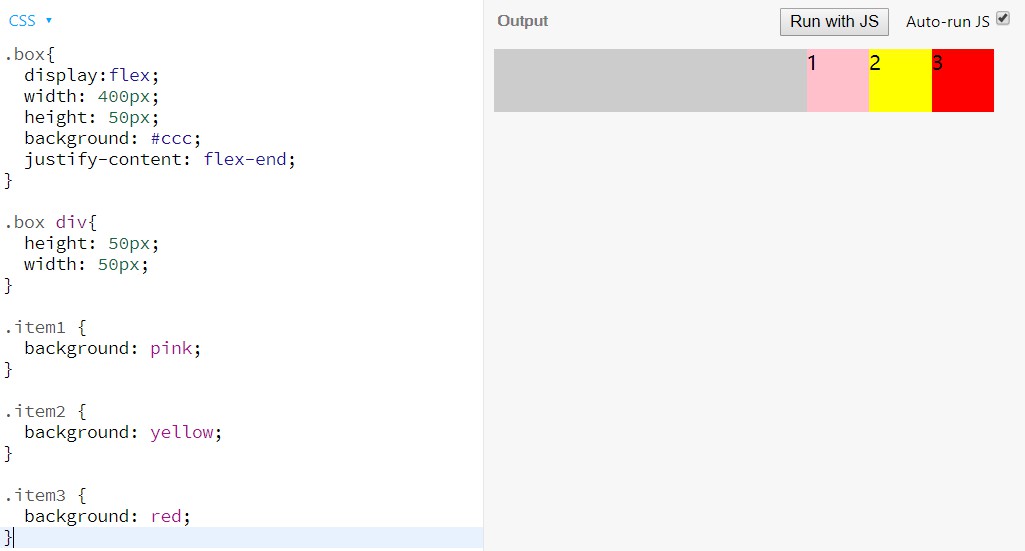 CSS ▾
.box{
  display:flex;
  width: 400px;
  height: 50px;
  background: #ccc;
  justify-content: flex-end;
}

.box div{
  height: 50px;
  width: 50px;
}

.item1 {
  background: pink;
}

.item2 {
  background: yellow;
}

.item3 {
  background: red;
}
Output
Run with JS
Auto-run JS
1 2 3